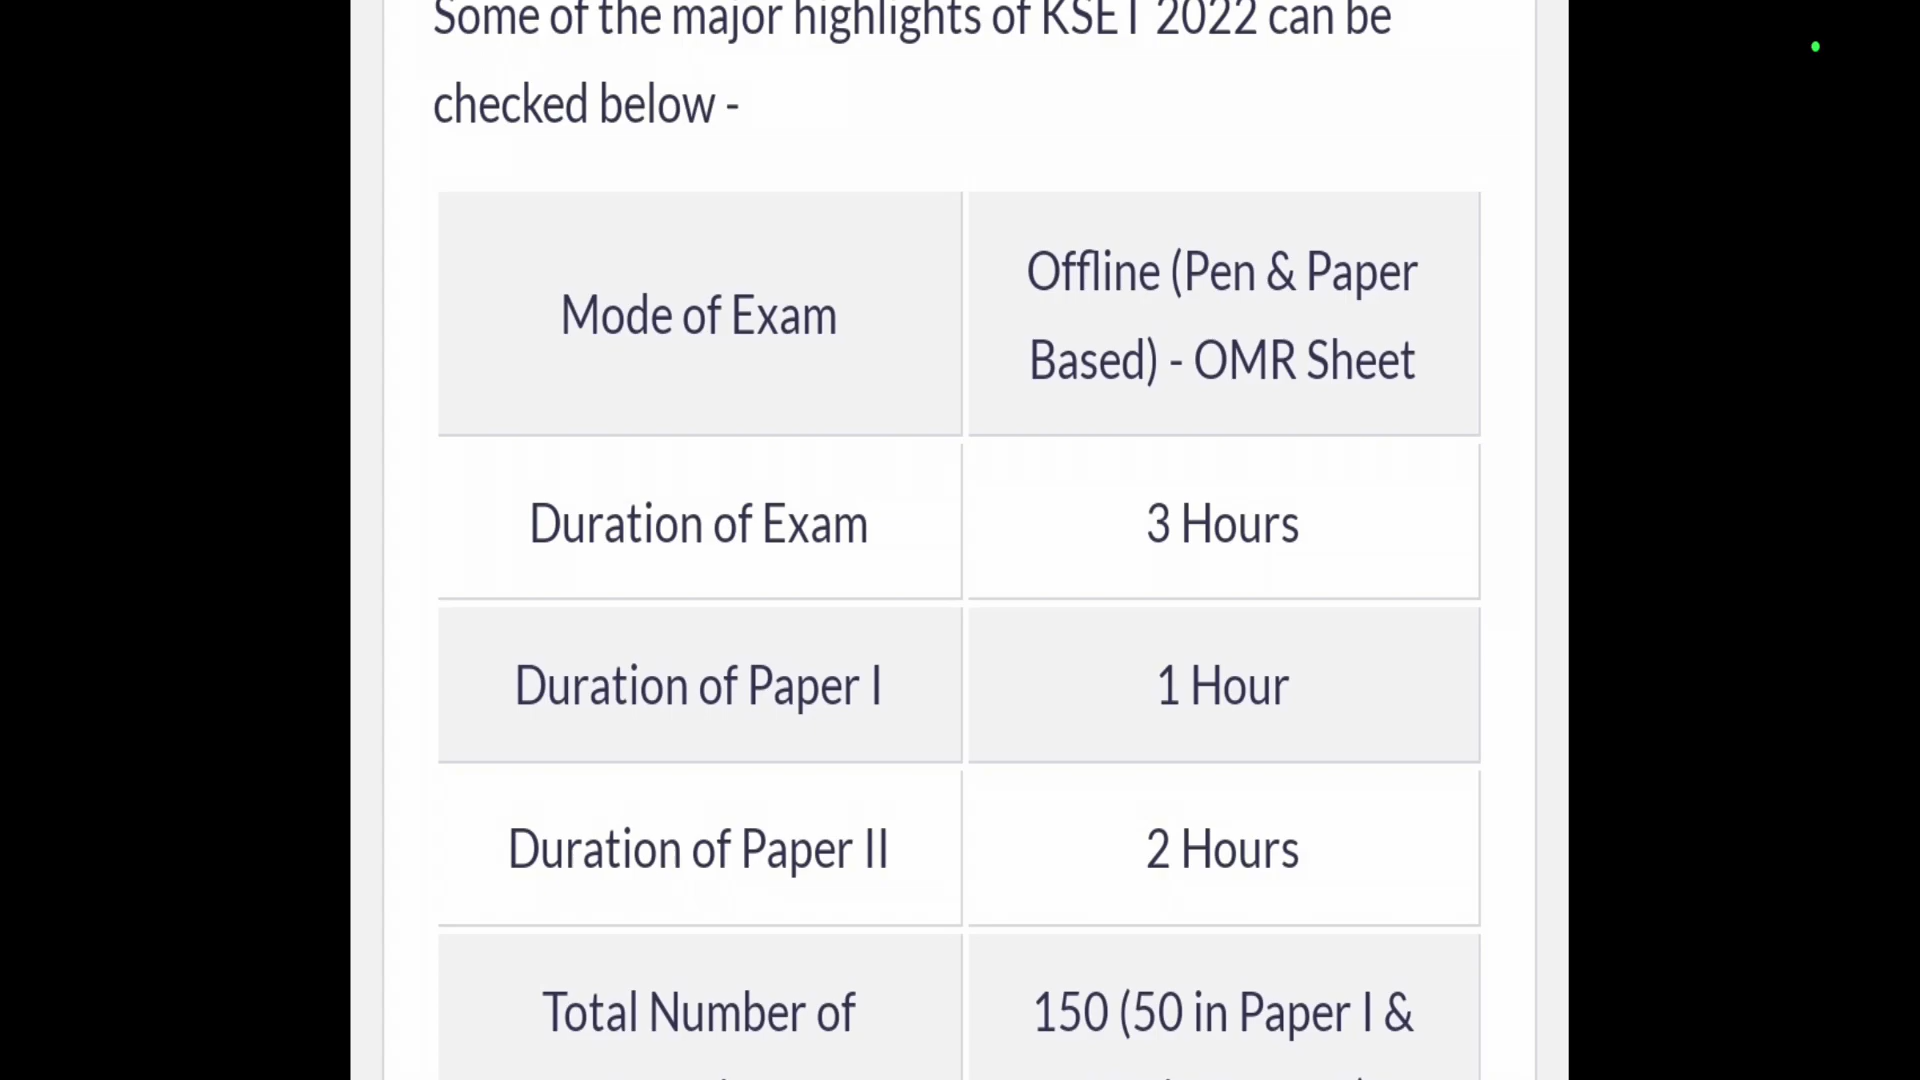 Some of the major highlights of KSET 2022 can be
checked below -
Mode of Exam
Offline (Pen & Paper
Based) - OMR Sheet
Duration of Exam
3 Hours
Duration of Paper I
1 Hour
Duration of Paper II
2 Hours
Total Number of
150 (50 in Paper I &